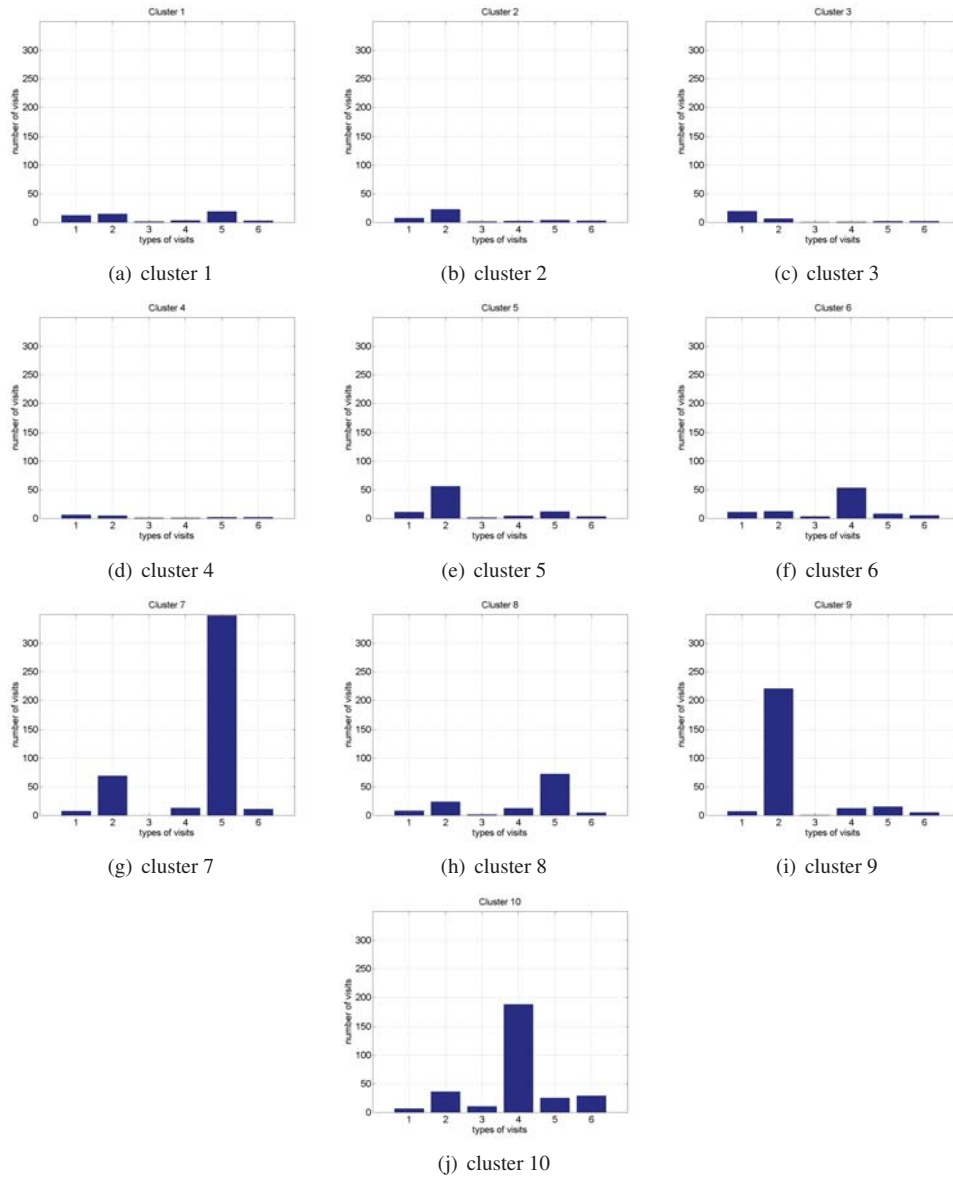 Cluster 1
number of visits
300
250
200
150
100
50
0
1 2 3 4 5 6
types of visits
(a) cluster 1
Cluster 2
number of visits
300
250
200
150
100
50
0
1 2 3 4 5 6
types of visits
(b) cluster 2
Cluster 3
number of visits
300
250
200
150
100
50
0
1 2 3 4 5 6
types of visits
(c) cluster 3
Cluster 4
number of visits
300
250
200
150
100
50
0
1 2 3 4 5 6
types of visits
(d) cluster 4
Cluster 5
number of visits
300
250
200
150
100
50
0
1 2 3 4 5 6
types of visits
(e) cluster 5
Cluster 6
number of visits
300
250
200
150
100
50
0
1 2 3 4 5 6
types of visits
(f) cluster 6
Cluster 7
number of visits
300
250
200
150
100
50
0
1 2 3 4 5 6
types of visits
(g) cluster 7
Cluster 8
number of visits
300
250
200
150
100
50
0
1 2 3 4 5 6
types of visits
(h) cluster 8
Cluster 9
number of visits
300
250
200
150
100
50
0
1 2 3 4 5 6
types of visits
(i) cluster 9
Cluster 10
number of visits
300
250
200
150
100
50
0
1 2 3 4 5 6
types of visits
(j) cluster 10